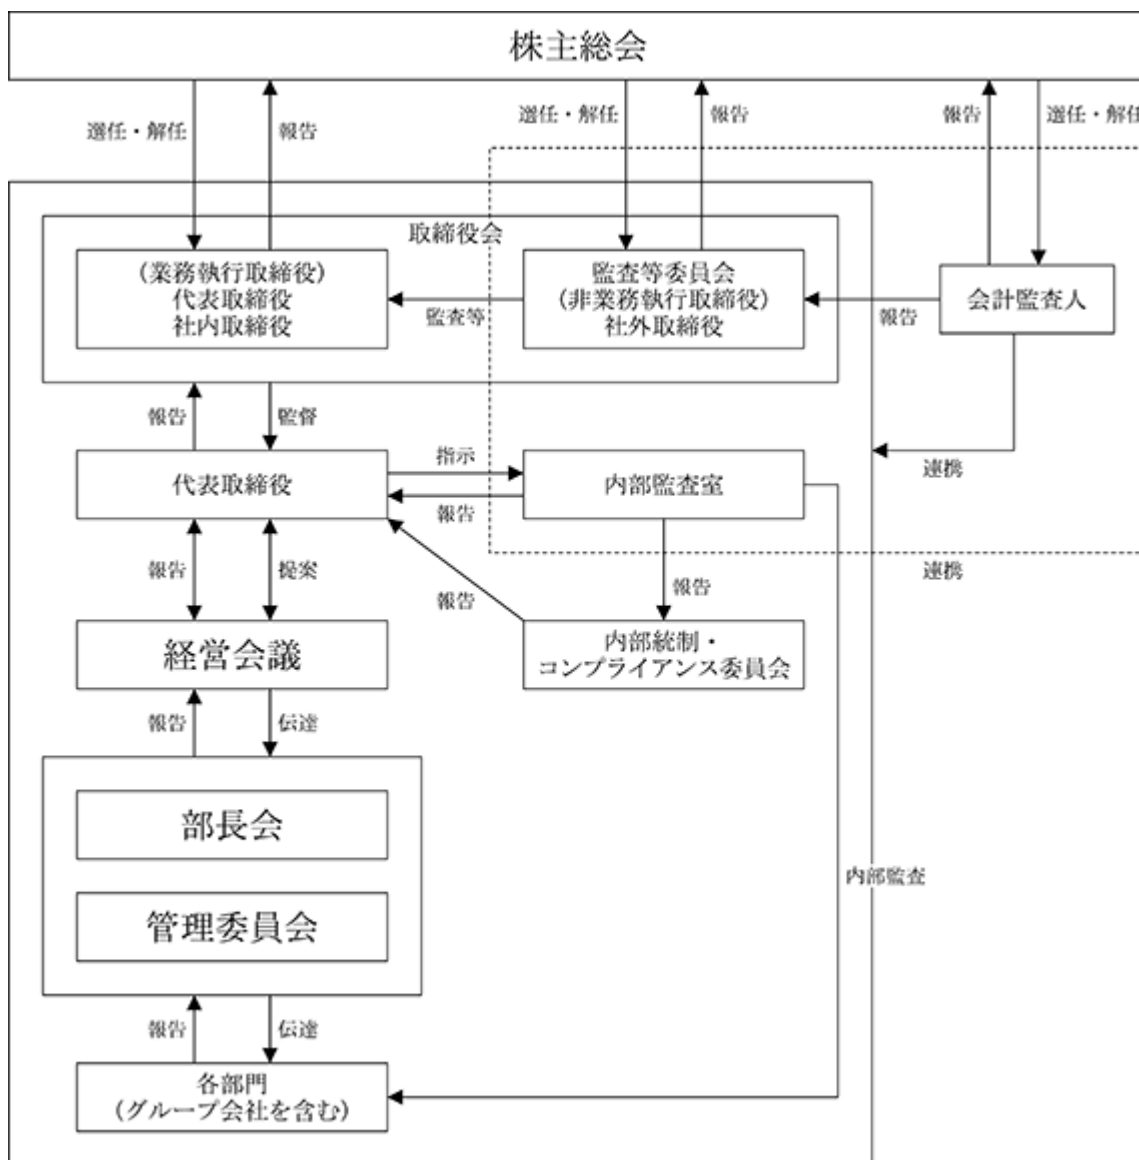 株主総会
選任・解任
報告
選任・解任
報告
報告
選任・解任
取締役会
(業務執行取締役)
代表取締役
社内取締役
監査等
監査等委員会
(非業務執行取締役)
社外取締役
報告
会計監査人
報告
監督
連携
代表取締役
指示
報告
内部監査室
連携
報告
提案
報告
報告
経営会議
内部統制・
コンプライアンス委員会
報告
伝達
部長会
管理委員会
内部監査
報告
伝達
各部門
(グループ会社を含む)